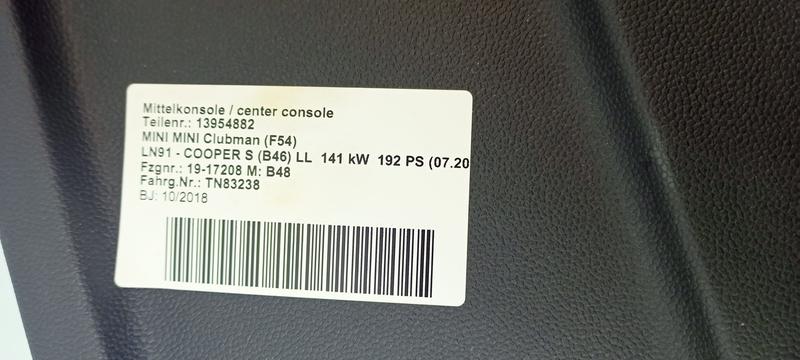 Mittelkonsole / center console
Teilenr.: 13954882
MINI MINI Clubman (F54)
LN91 - COOPER S (B46) LL 141 kW 192 PS (07.20
Fzgnr.: 19-17208 M: B48
Fahrg.Nr.: TN83238
BJ: 10/2018